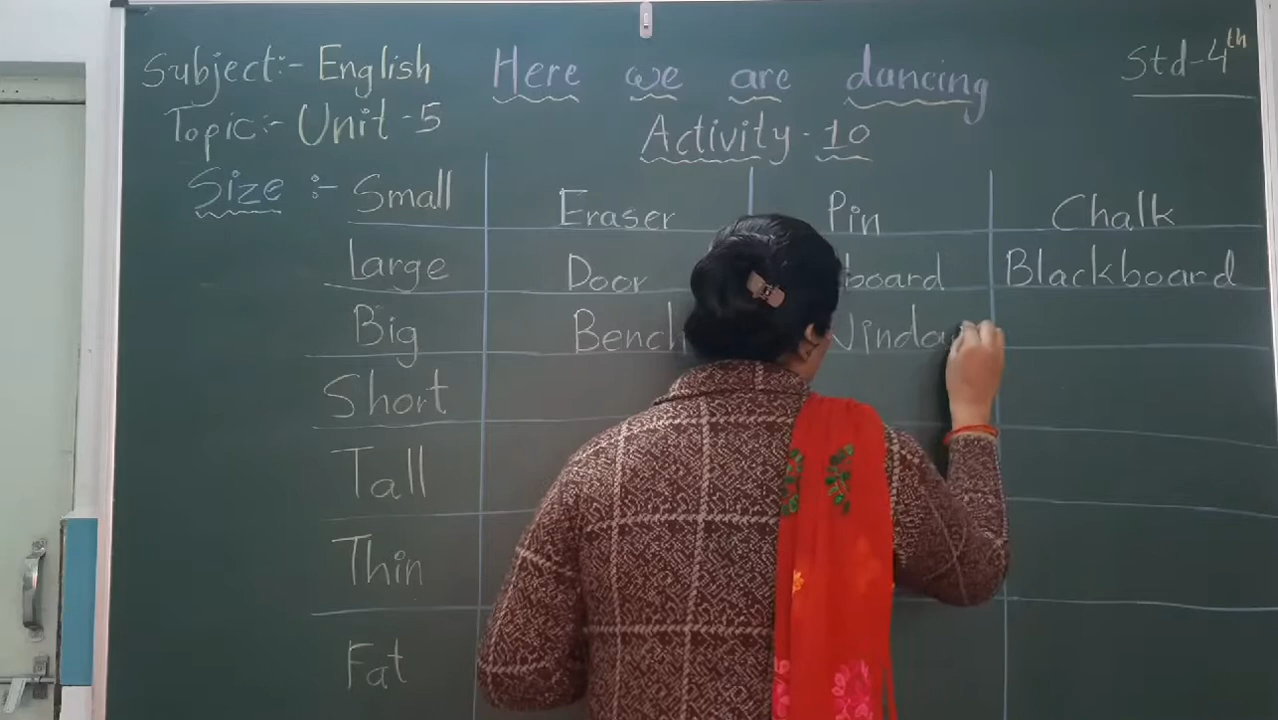 Subject:- English Here we are dancing Std-4th
Topic:- Unit-5 Activity-10
Size :- Small Eraser Pin Chalk
Large Door board Blackboard
Big Bench
Short
Tall
Thin
Fat